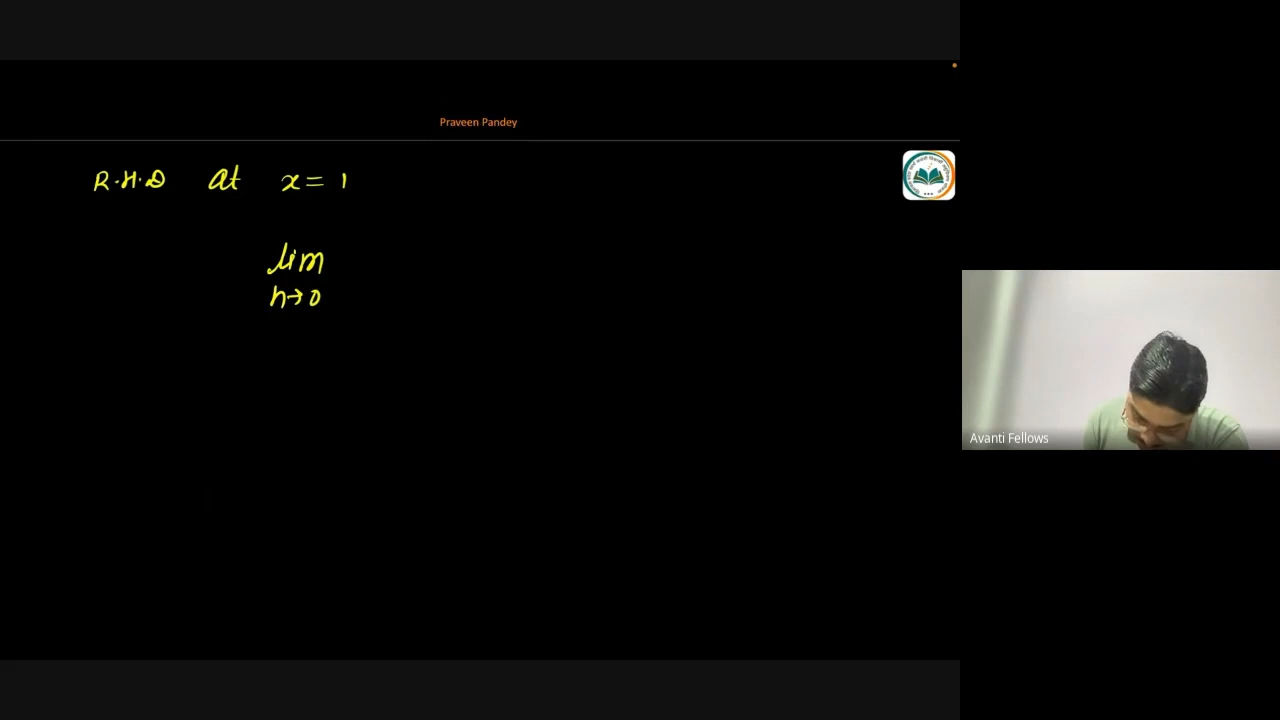 Praveen Pandey
R.H.D at x = 1
lim
h→0
Avanti Fellows